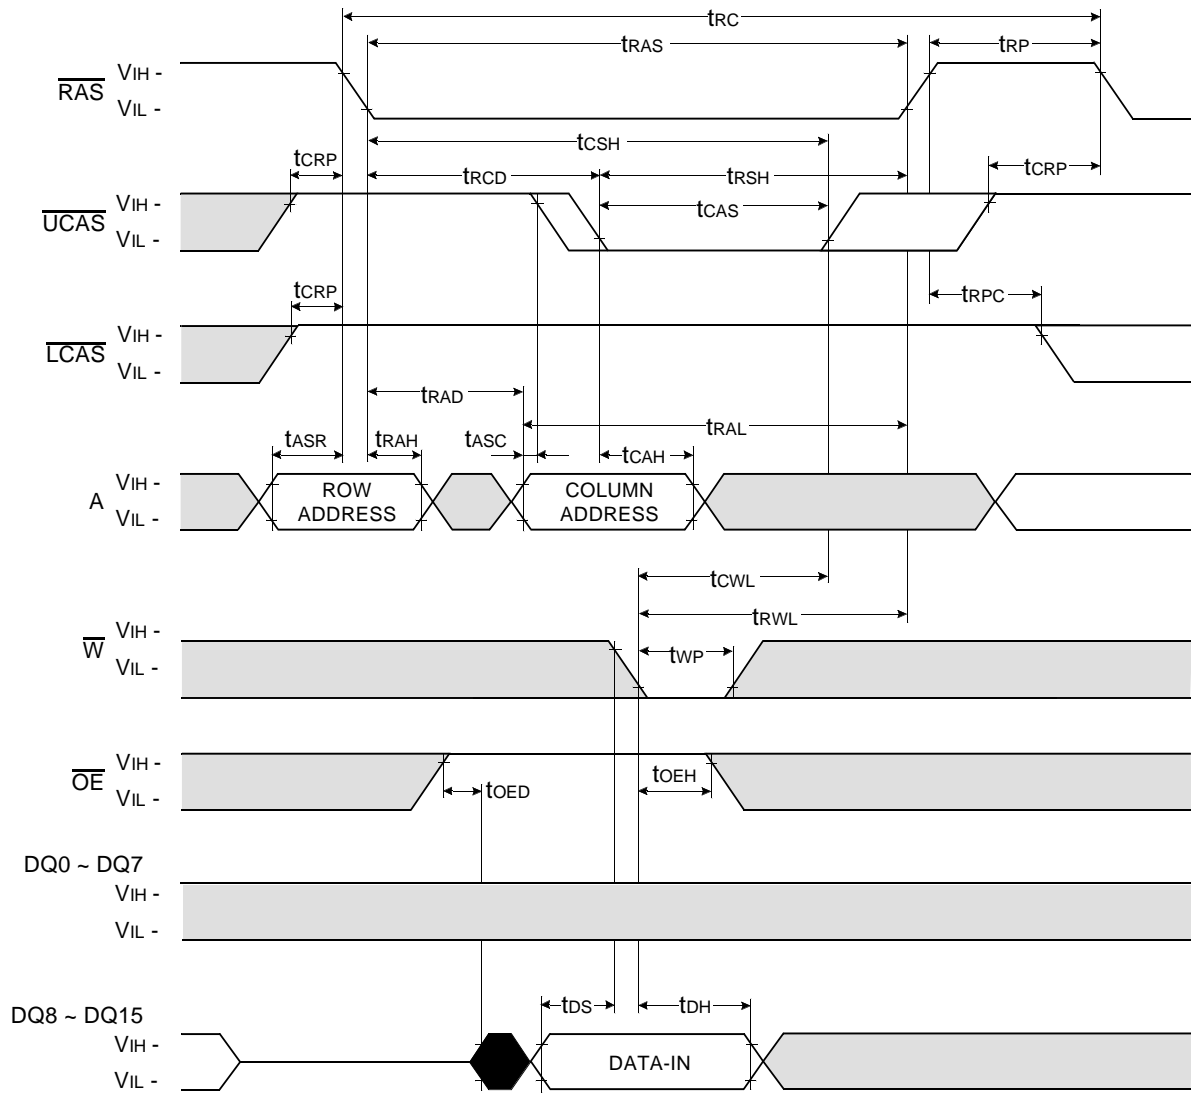 tRC
tRAS
tRP
RAS
VIH -
VIL -
tCSH
tCRP
tRCD
tRSH
tCRP
UCAS
VIH -
VIL -
tCAS
tCRP
tRPC
LCAS
VIH -
VIL -
tRAD
tRAL
tASR
tRAH
tASC
tCAH
A
VIH -
VIL -
ROW
ADDRESS
COLUMN
ADDRESS
tCWL
tRWL
W
VIH -
VIL -
tWP
OE
VIH -
VIL -
tOED
tOEH
DQ0 ~ DQ7
VIH -
VIL -
DQ8 ~ DQ15
VIH -
VIL -
tDS
tDH
DATA-IN